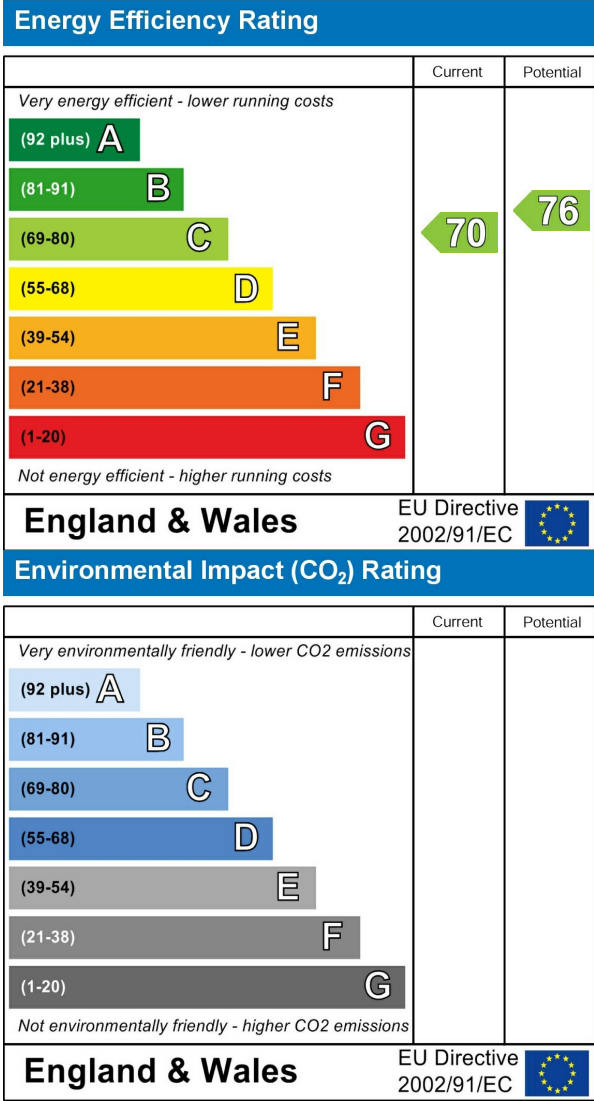 Energy Efficiency Rating
Current Potential
Very energy efficient - lower running costs
(92 plus) A
(81-91) B
(69-80) C
70 76
(55-68) D
(39-54) E
(21-38) F
(1-20) G
Not energy efficient - higher running costs
England & Wales
EU Directive
2002/91/EC
Environmental Impact (CO₂) Rating
Current Potential
Very environmentally friendly - lower CO2 emissions
(92 plus) A
(81-91) B
(69-80) C
(55-68) D
(39-54) E
(21-38) F
(1-20) G
Not environmentally friendly - higher CO2 emissions
England & Wales
EU Directive
2002/91/EC